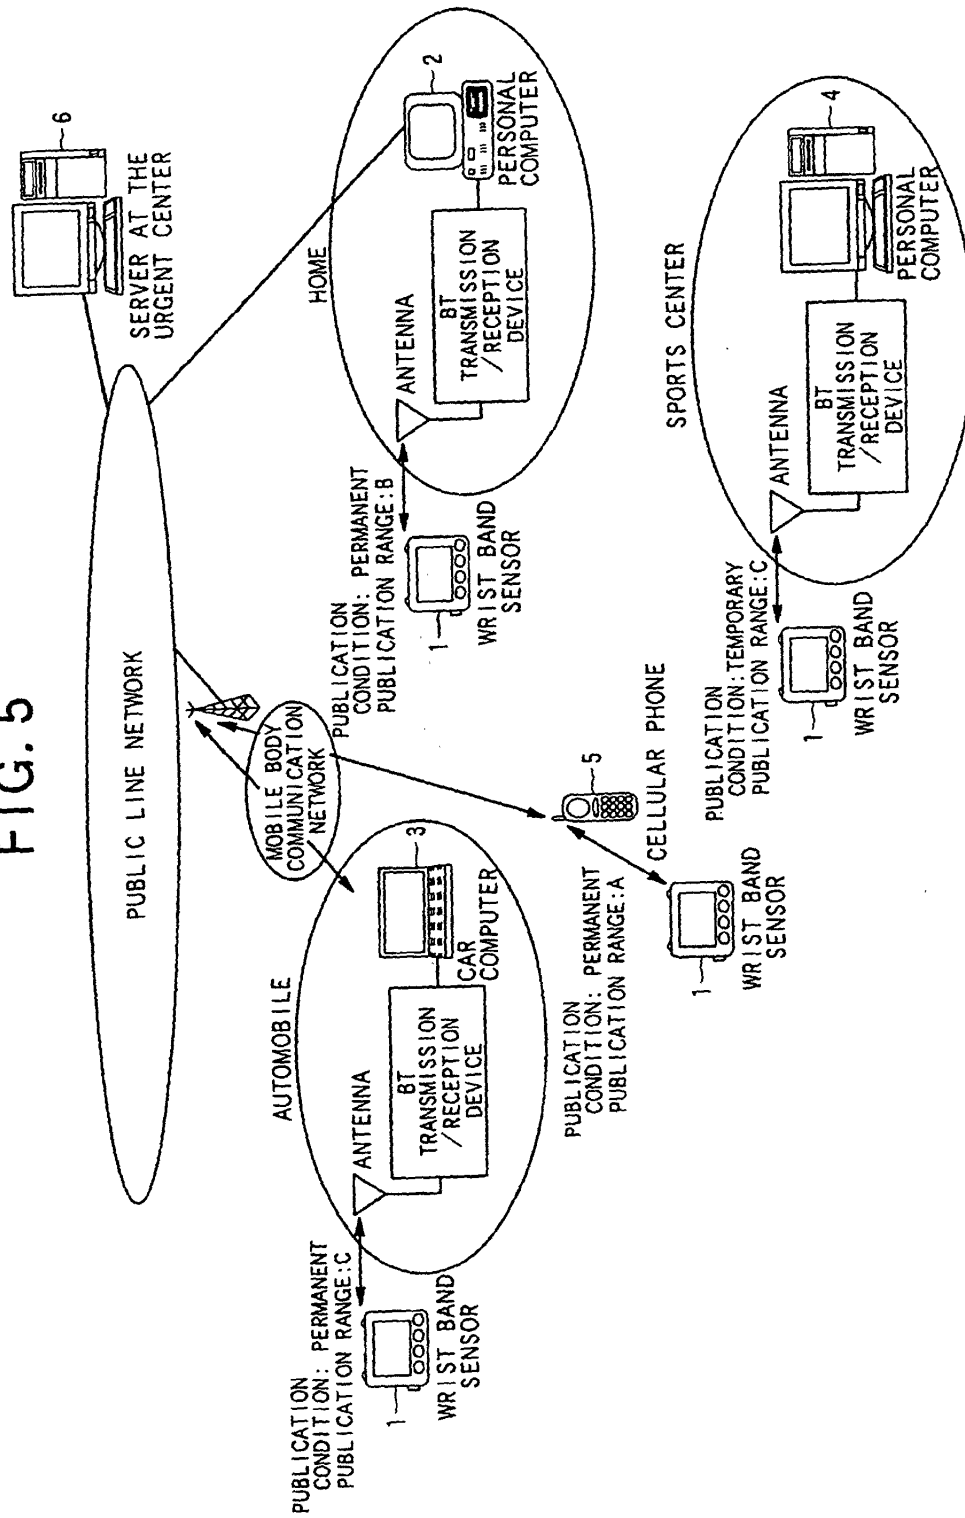 FIG. 5
PUBLIC LINE NETWORK
6
SERVER AT THE
URGENT CENTER
MOBILE BODY
COMMUNICATION
NETWORK
AUTOMOBILE
PUBLICATION
CONDITION: PERMANENT
PUBLICATION RANGE:C
1
WRIST BAND
SENSOR
ANTENNA
BT
TRANSMISSION
/RECEPTION
DEVICE
3
CAR
COMPUTER
PUBLICATION
CONDITION: PERMANENT
PUBLICATION RANGE:A
1
WRIST BAND
SENSOR
5
CELLULAR PHONE
HOME
PUBLICATION
CONDITION: PERMANENT
PUBLICATION RANGE:B
1
WRIST BAND
SENSOR
ANTENNA
BT
TRANSMISSION
/RECEPTION
DEVICE
2
PERSONAL
COMPUTER
SPORTS CENTER
PUBLICATION
CONDITION:TEMPORARY
PUBLICATION RANGE:C
1
WRIST BAND
SENSOR
ANTENNA
BT
TRANSMISSION
/RECEPTION
DEVICE
4
PERSONAL
COMPUTER